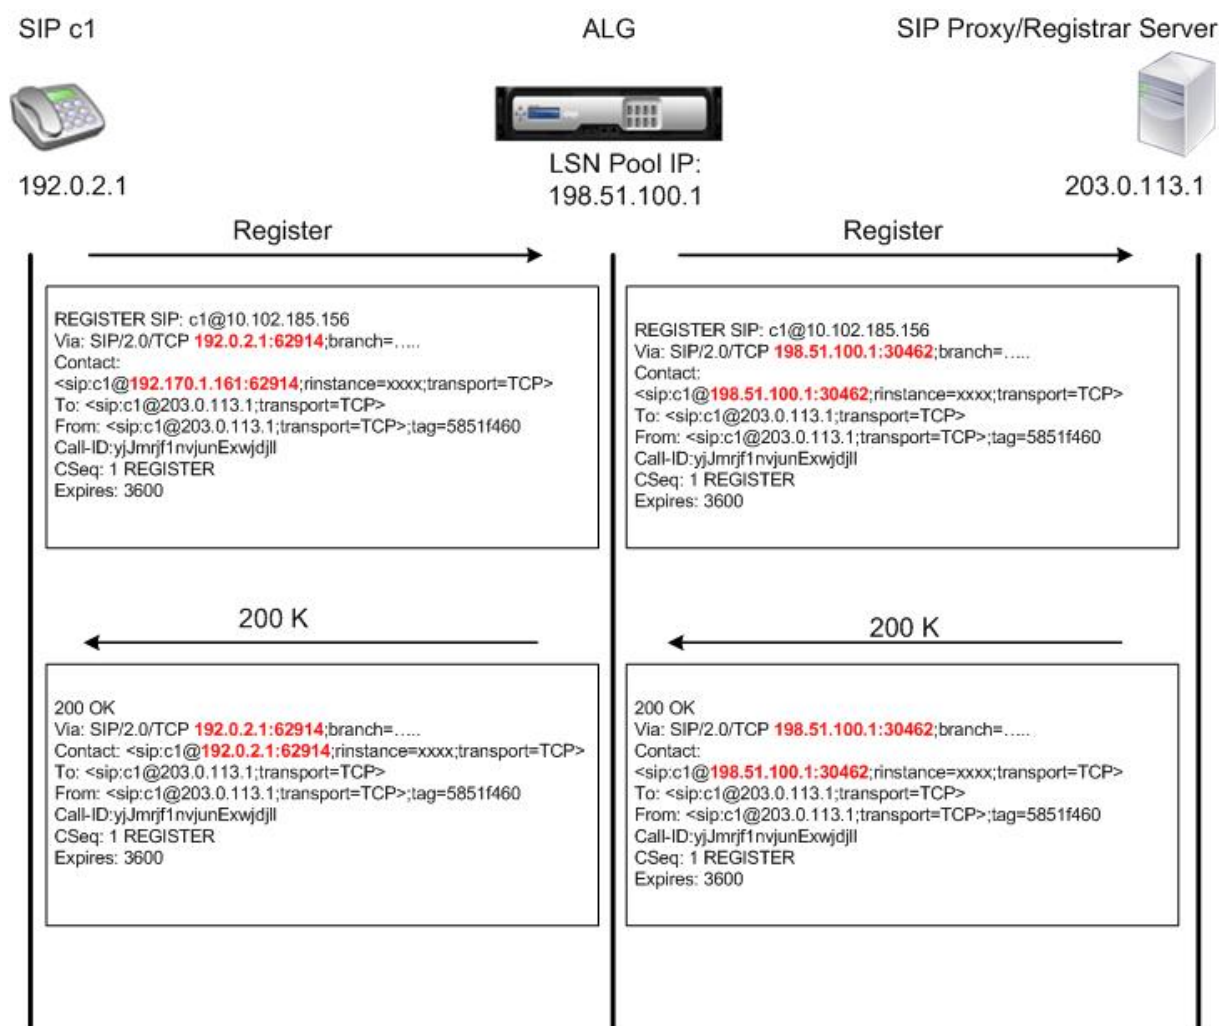 SIP c1
ALG
SIP Proxy/Registrar Server
192.0.2.1
LSN Pool IP:
198.51.100.1
203.0.113.1
Register
Register
REGISTER SIP: c1@10.102.185.156
Via: SIP/2.0/TCP 192.0.2.1:62914;branch=…..
Contact:
<sip:c1@192.170.1.161:62914;rinstance=xxxx;transport=TCP>
To: <sip:c1@203.0.113.1;transport=TCP>
From: <sip:c1@203.0.113.1;transport=TCP>;tag=5851f460
Call-ID:yjJmrjf1nvjunExwjdjll
CSeq: 1 REGISTER
Expires: 3600
REGISTER SIP: c1@10.102.185.156
Via: SIP/2.0/TCP 198.51.100.1:30462;branch=…..
Contact:
<sip:c1@198.51.100.1:30462;rinstance=xxxx;transport=TCP>
To: <sip:c1@203.0.113.1;transport=TCP>
From: <sip:c1@203.0.113.1;transport=TCP>;tag=5851f460
Call-ID:yjJmrjf1nvjunExwjdjll
CSeq: 1 REGISTER
Expires: 3600
200 K
200 K
200 OK
Via: SIP/2.0/TCP 192.0.2.1:62914;branch=…..
Contact: <sip:c1@192.0.2.1:62914;rinstance=xxxx;transport=TCP>
To: <sip:c1@203.0.113.1;transport=TCP>
From: <sip:c1@203.0.113.1;transport=TCP>;tag=5851f460
Call-ID:yjJmrjf1nvjunExwjdjll
CSeq: 1 REGISTER
Expires: 3600
200 OK
Via: SIP/2.0/TCP 198.51.100.1:30462;branch=…..
Contact:
<sip:c1@198.51.100.1:30462;rinstance=xxxx;transport=TCP>
To: <sip:c1@203.0.113.1;transport=TCP>
From: <sip:c1@203.0.113.1;transport=TCP>;tag=5851f460
Call-ID:yjJmrjf1nvjunExwjdjll
CSeq: 1 REGISTER
Expires: 3600